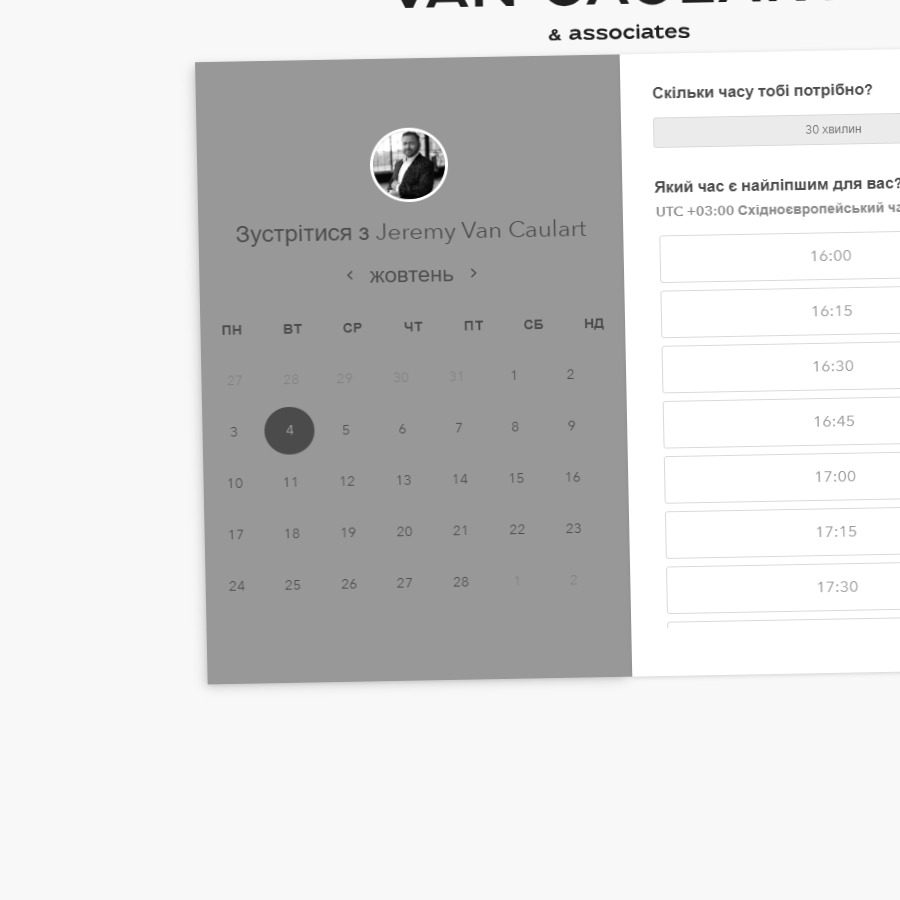 & associates
Зустрітися з Jeremy Van Caulart
‹ жовтень ›
ПН ВТ СР ЧТ ПТ СБ НД
27 28 29 30 31 1 2
3 4 5 6 7 8 9
10 11 12 13 14 15 16
17 18 19 20 21 22 23
24 25 26 27 28 1 2
Скільки часу тобі потрібно?
30 хвилин
Який час є найліпшим для вас?
UTC +03:00 Східноєвропейський
16:00
16:15
16:30
16:45
17:00
17:15
17:30